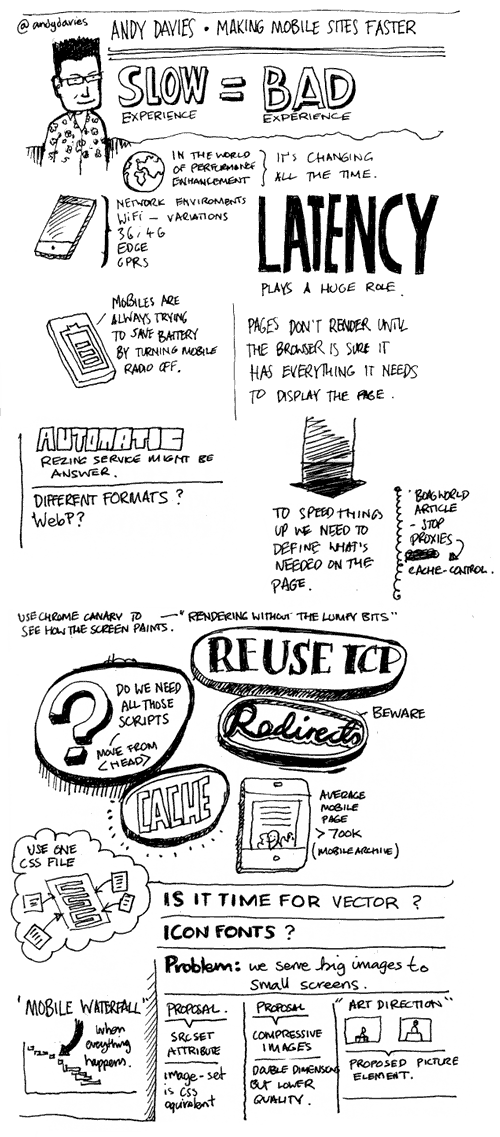 @andydavies
ANDY DAVIES • MAKING MOBILE SITES FASTER
SLOW = BAD
EXPERIENCE EXPERIENCE
IN THE WORLD
OF PERFORMANCE
ENHANCEMENT
IT'S CHANGING
ALL THE TIME.
NETWORK ENVIROMENTS
WiFi – VARIATIONS
3G / 4G
EDGE
GPRS
LATENCY
PLAYS A HUGE ROLE.
MOBILES ARE
ALWAYS TRYING
TO SAVE BATTERY
BY TURNING MOBILE
RADIO OFF.
PAGES DON'T RENDER UNTIL
THE BROWSER IS SURE IT
HAS EVERYTHING IT NEEDS
TO DISPLAY THE PAGE.
AUTOMATIC
REZING SERVICE MIGHT BE
ANSWER.
DIFFERENT FORMATS?
WebP?
TO SPEED THINGS
UP WE NEED TO
DEFINE WHAT'S
NEEDED ON THE
PAGE.
BOAGWORLD
ARTICLE
- STOP
PROXIES
CACHE-CONTROL.
USE CHROME CANARY TO — "RENDERING WITHOUT THE LUMPY BITS"
SEE HOW THE SCREEN PAINTS.
REUSE TCP
?
DO WE NEED
ALL THOSE
SCRIPTS
MOVE FROM
<HEAD>
Redirects
BEWARE
CACHE
AVERAGE
MOBILE
PAGE
> 700K
(MOBILE ARCHIVE)
USE ONE
CSS FILE
IS IT TIME FOR VECTOR?
ICON FONTS?
Problem: we serve big images to
small screens.
"MOBILE WATERFALL"
when
everything
happens.
PROPOSAL.
SRCSET
ATTRIBUTE
image-set
is css
equivalent
PROPOSAL
COMPRESSIVE
IMAGES
DOUBLE DIMENSIONS
BUT LOWER
QUALITY.
"ART DIRECTION"
PROPOSED PICTURE
ELEMENT.